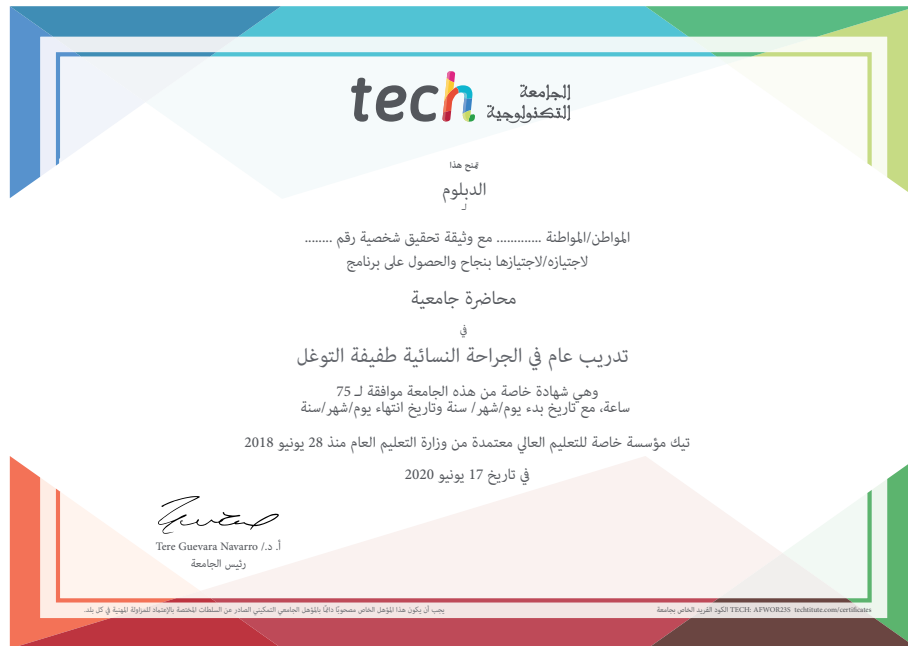 tech
الجامعة
التكنولوجية
يمنح هذا
الدبلوم
لـ
المواطن/المواطنة ............ مع وثيقة تحقيق شخصية رقم ........
لاجتيازه/لاجتيازها بنجاح والحصول على برنامج
محاضرة جامعية
في
تدريب عام في الجراحة النسائية طفيفة التوغل
وهي شهادة خاصة من هذه الجامعة موافقة لـ 75
ساعة، مع تاريخ بدء يوم/شهر/ سنة وتاريخ انتهاء يوم/شهر/سنة
تيك مؤسسة خاصة للتعليم العالي معتمدة من وزارة التعليم العام منذ 28 يونيو 2018
في تاريخ 17 يونيو 2020
أ. د./ Tere Guevara Navarro
رئيس الجامعة
يجب أن يكون هذا المؤهل الخاص مصحوبًا دائمًا بالمؤهل الجامعي التمكيني الصادر عن السلطات المختصة بالإعتماد للمزاولة المهنية في كل بلد.
الكود الفريد الخاص بجامعة TECH: AFWOR23S techtitute.com/certificates